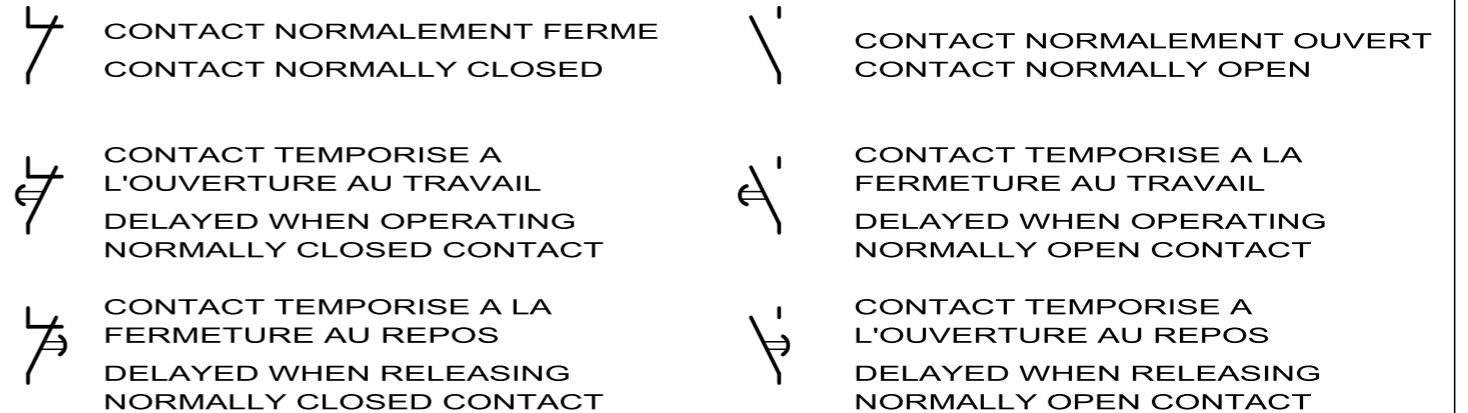 CONTACT NORMALEMENT FERME
CONTACT NORMALLY CLOSED
CONTACT NORMALEMENT OUVERT
CONTACT NORMALLY OPEN
CONTACT TEMPORISE A
L'OUVERTURE AU TRAVAIL
DELAYED WHEN OPERATING
NORMALLY CLOSED CONTACT
CONTACT TEMPORISE A LA
FERMETURE AU TRAVAIL
DELAYED WHEN OPERATING
NORMALLY OPEN CONTACT
CONTACT TEMPORISE A LA
FERMETURE AU REPOS
DELAYED WHEN RELEASING
NORMALLY CLOSED CONTACT
CONTACT TEMPORISE A
L'OUVERTURE AU REPOS
DELAYED WHEN RELEASING
NORMALLY OPEN CONTACT